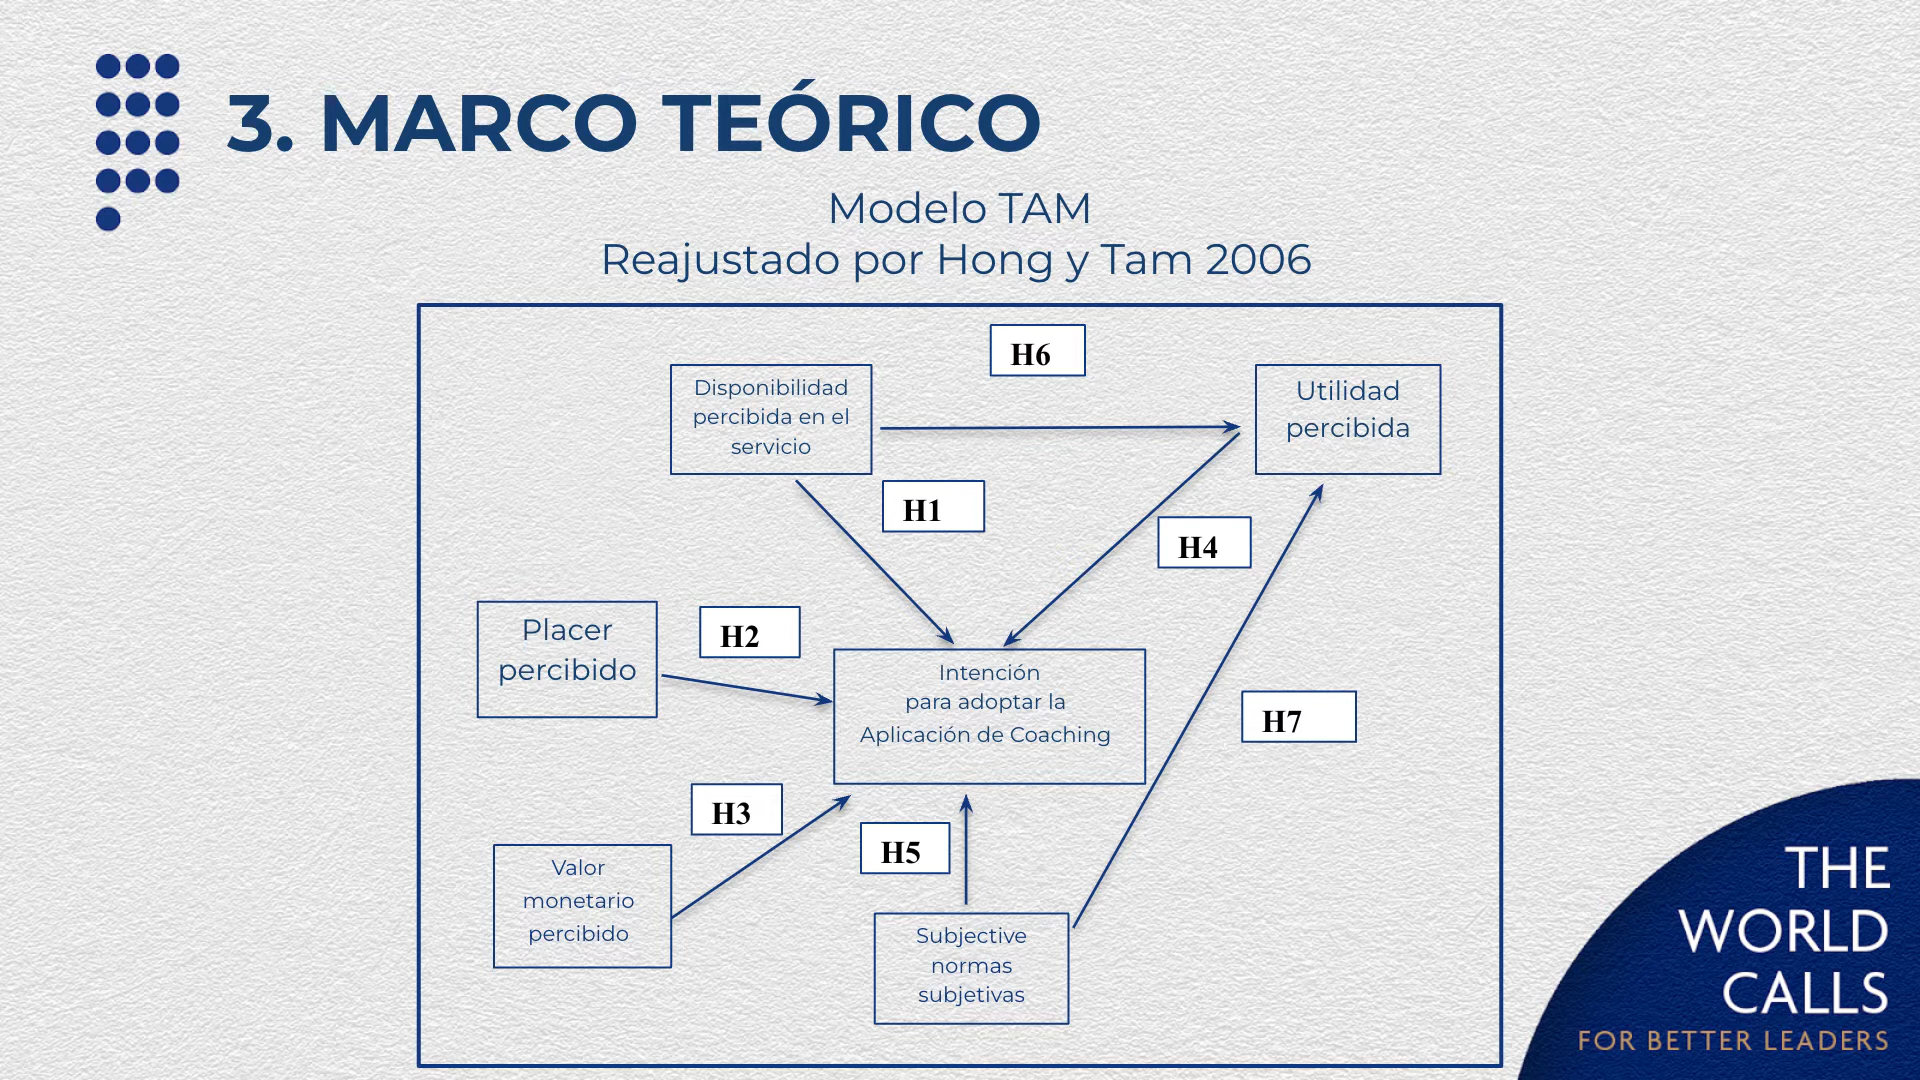 3. MARCO TEÓRICO
Modelo TAM
Reajustado por Hong y Tam 2006
H6
Disponibilidad
percibida en el
servicio
Utilidad
percibida
H1
H4
Placer
percibido
H2
Intención
para adoptar la
Aplicación de Coaching
H7
H3
H5
Valor
monetario
percibido
Subjective
normas
subjetivas
THE
WORLD
CALLS
FOR BETTER LEADERS